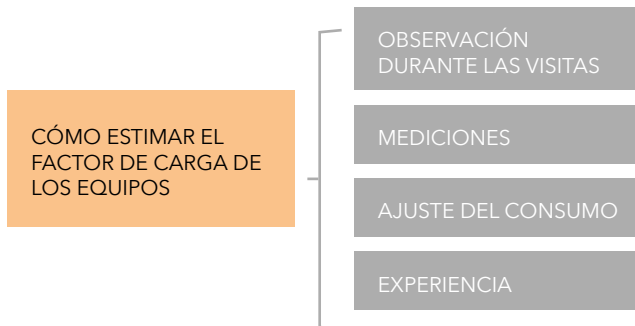 CÓMO ESTIMAR EL
FACTOR DE CARGA DE
LOS EQUIPOS
OBSERVACIÓN
DURANTE LAS VISITAS
MEDICIONES
AJUSTE DEL CONSUMO
EXPERIENCIA